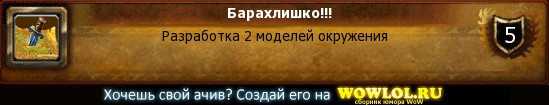 Барахлишко!!!
Разработка 2 моделей окружения
5
Хочешь свой ачив? Создай его на WOWLOL.RU
сборник юмора WoW